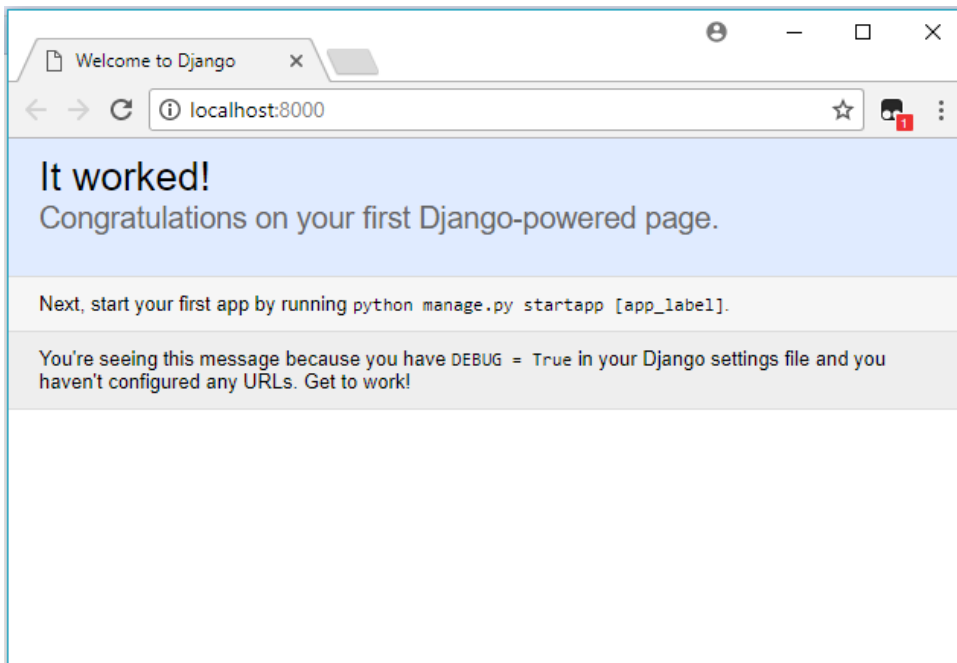 Welcome to Django
localhost:8000
1
It worked!
Congratulations on your first Django-powered page.
Next, start your first app by running python manage.py startapp [app_label].
You're seeing this message because you have DEBUG = True in your Django settings file and you
haven't configured any URLs. Get to work!